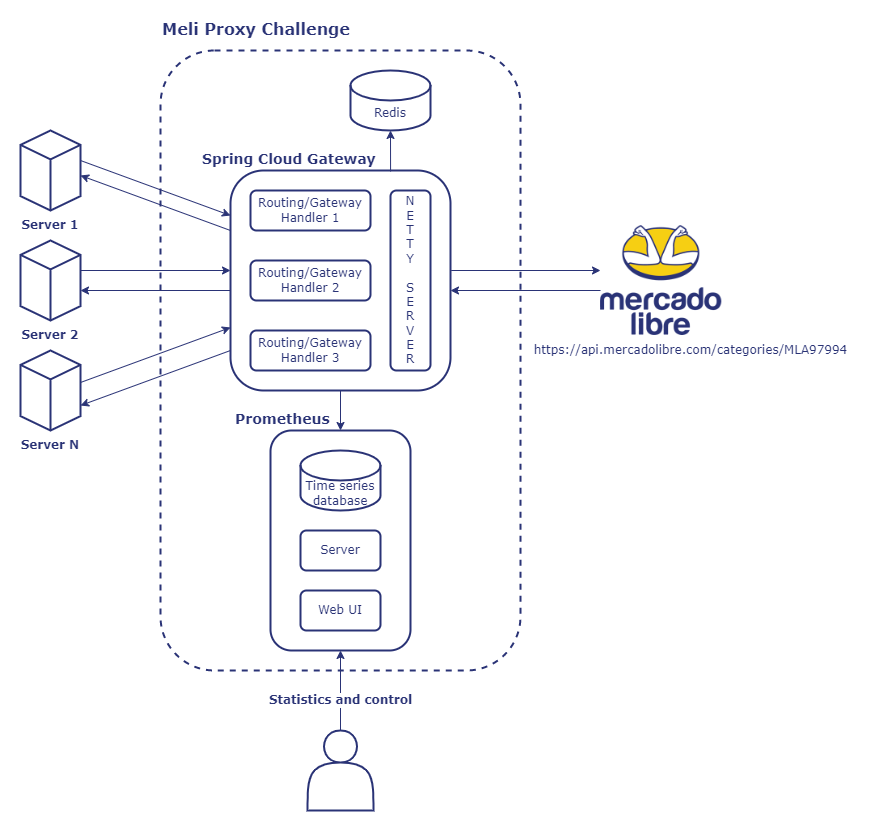 Meli Proxy Challenge
Redis
Spring Cloud Gateway
Server 1
Routing/Gateway
Handler 1
Server 2
Routing/Gateway
Handler 2
Server N
Routing/Gateway
Handler 3
N
E
T
T
Y
S
E
R
V
E
R
mercado
libre
https://api.mercadolibre.com/categories/MLA97994
Prometheus
Time series
database
Server
Web UI
Statistics and control